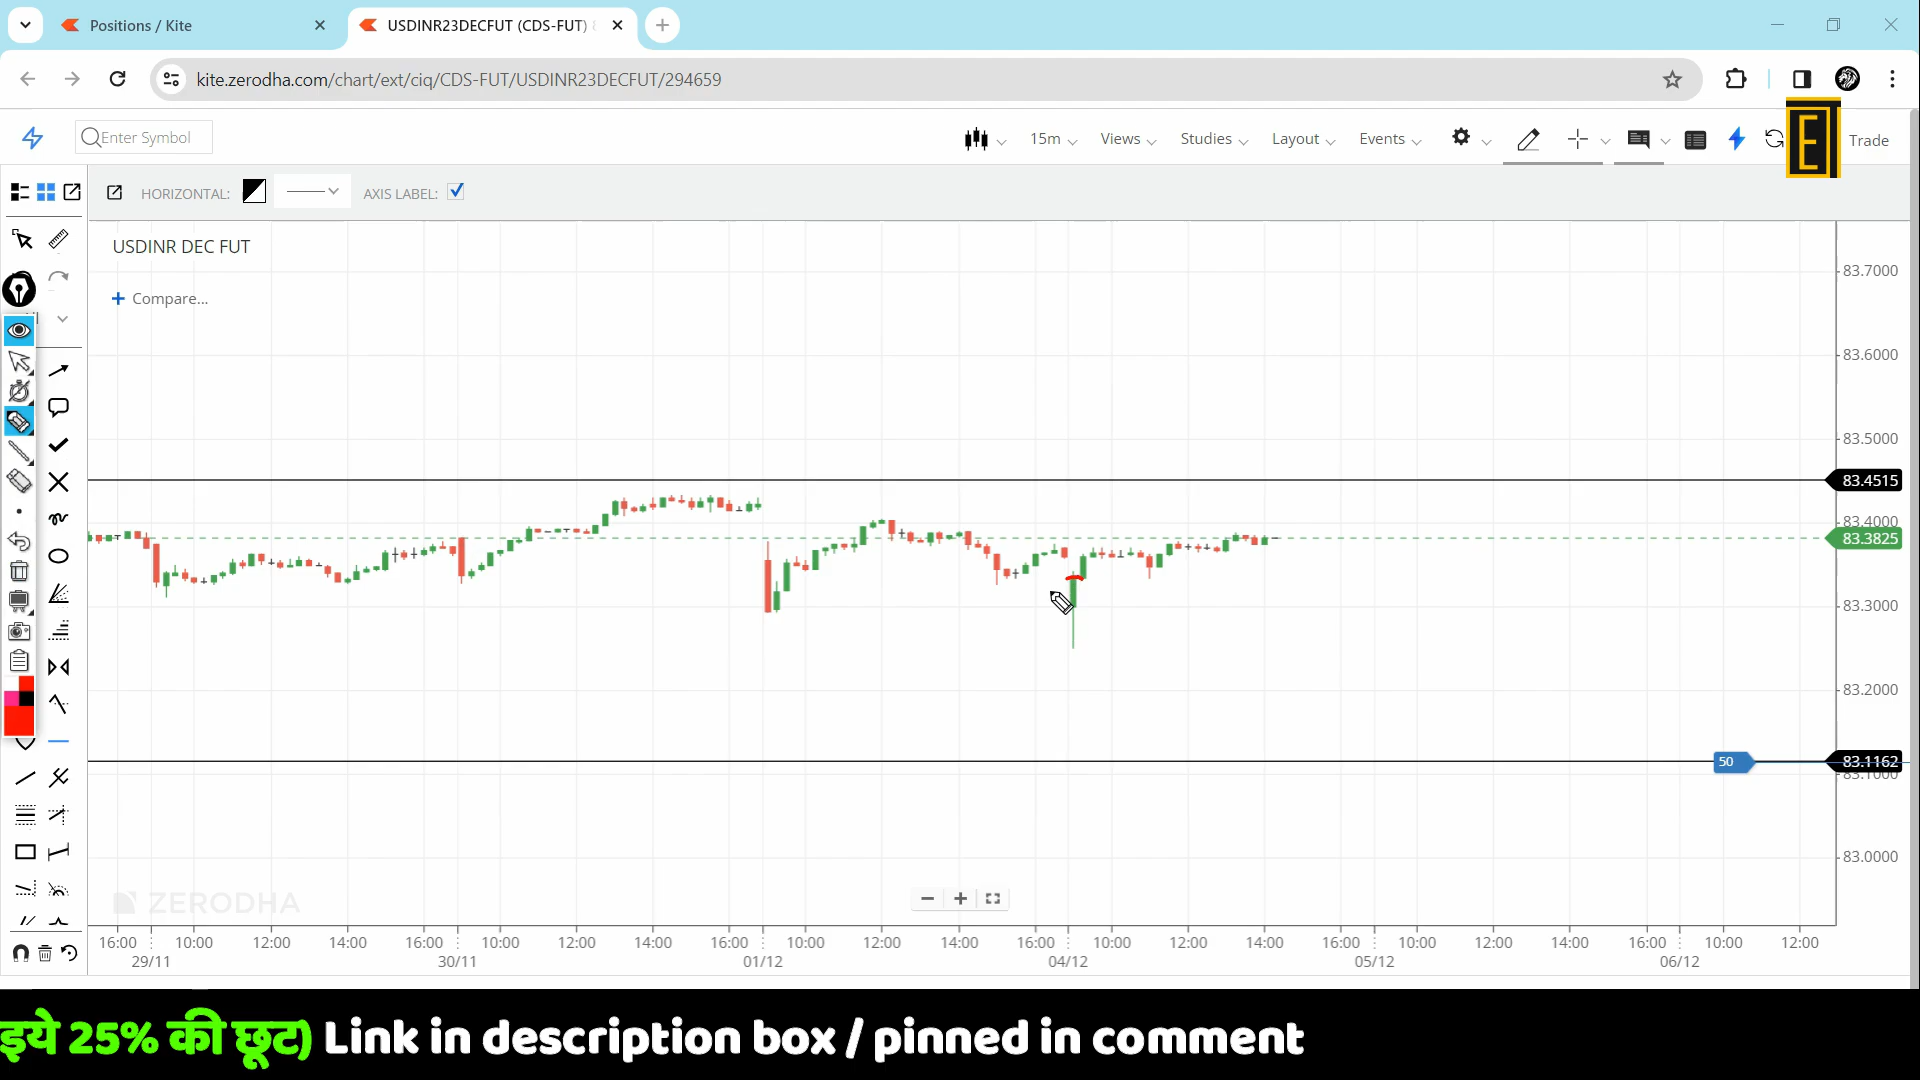 Positions / Kite
USDINR23DECFUT (CDS-FUT)
kite.zerodha.com/chart/ext/ciq/CDS-FUT/USDINR23DECFUT/294659
Enter Symbol
15m
Views
Studies
Layout
Events
E
Trade
HORIZONTAL:
AXIS LABEL:
USDINR DEC FUT
+ Compare...
83.7000
83.6000
83.5000
83.4515
83.4000
83.3825
83.3000
83.2000
50
83.1162
83.1000
83.0000
ZERODHA
16:00 10:00 12:00 14:00 16:00 10:00 12:00 14:00 16:00 10:00 12:00 14:00 16:00 10:00 12:00 14:00 16:00 10:00 12:00 14:00 16:00 10:00 12:00
29/11 30/11 01/12 04/12 05/12 06/12
इये 25% की छूट) Link in description box / pinned in comment